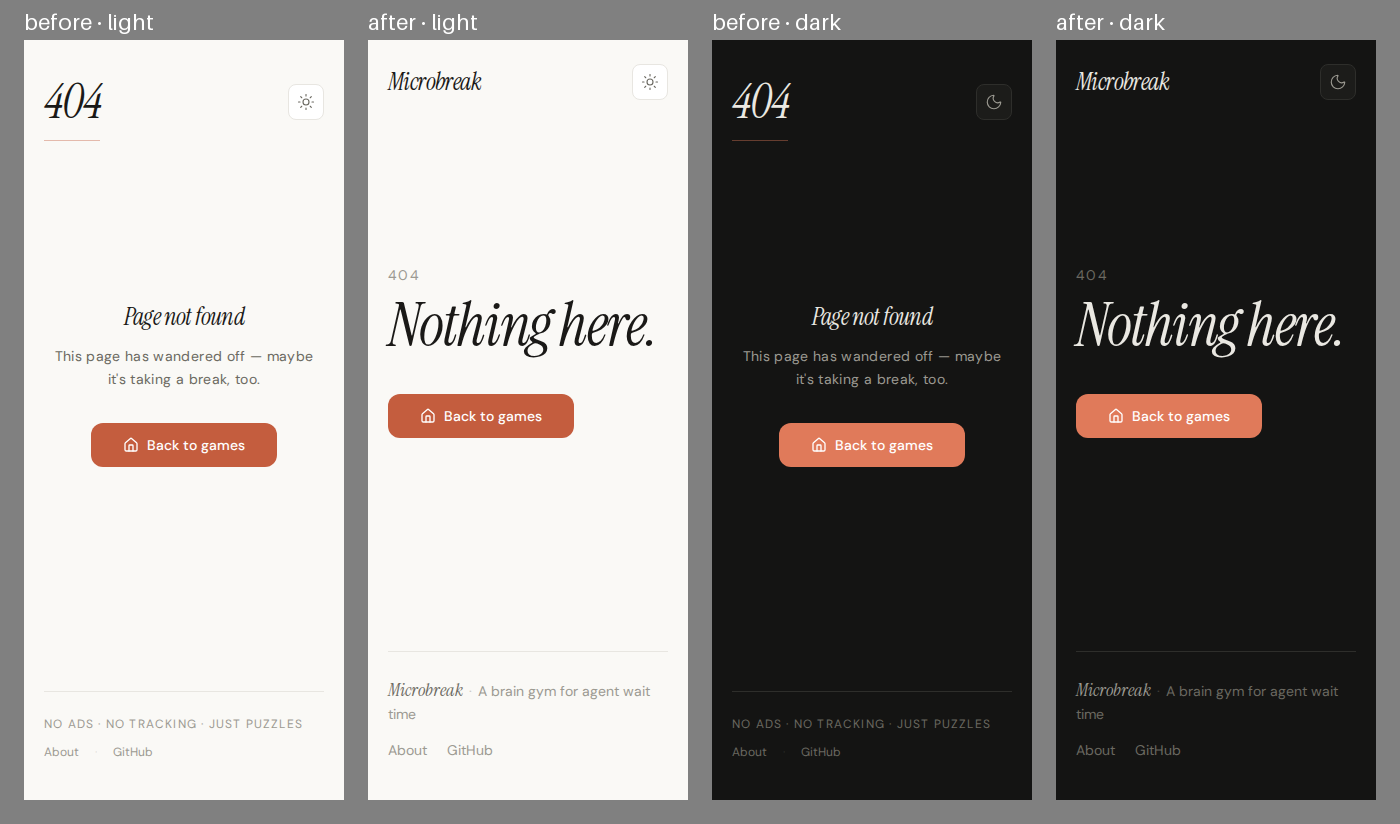 before · light
404
Page not found
This page has wandered off — maybe
it's taking a break, too.
Back to games
NO ADS · NO TRACKING · JUST PUZZLES
About · GitHub
after · light
Microbreak
404
Nothing here.
Back to games
Microbreak · A brain gym for agent wait
time
About GitHub
before · dark
404
Page not found
This page has wandered off — maybe
it's taking a break, too.
Back to games
NO ADS · NO TRACKING · JUST PUZZLES
About · GitHub
after · dark
Microbreak
404
Nothing here.
Back to games
Microbreak · A brain gym for agent wait
time
About GitHub